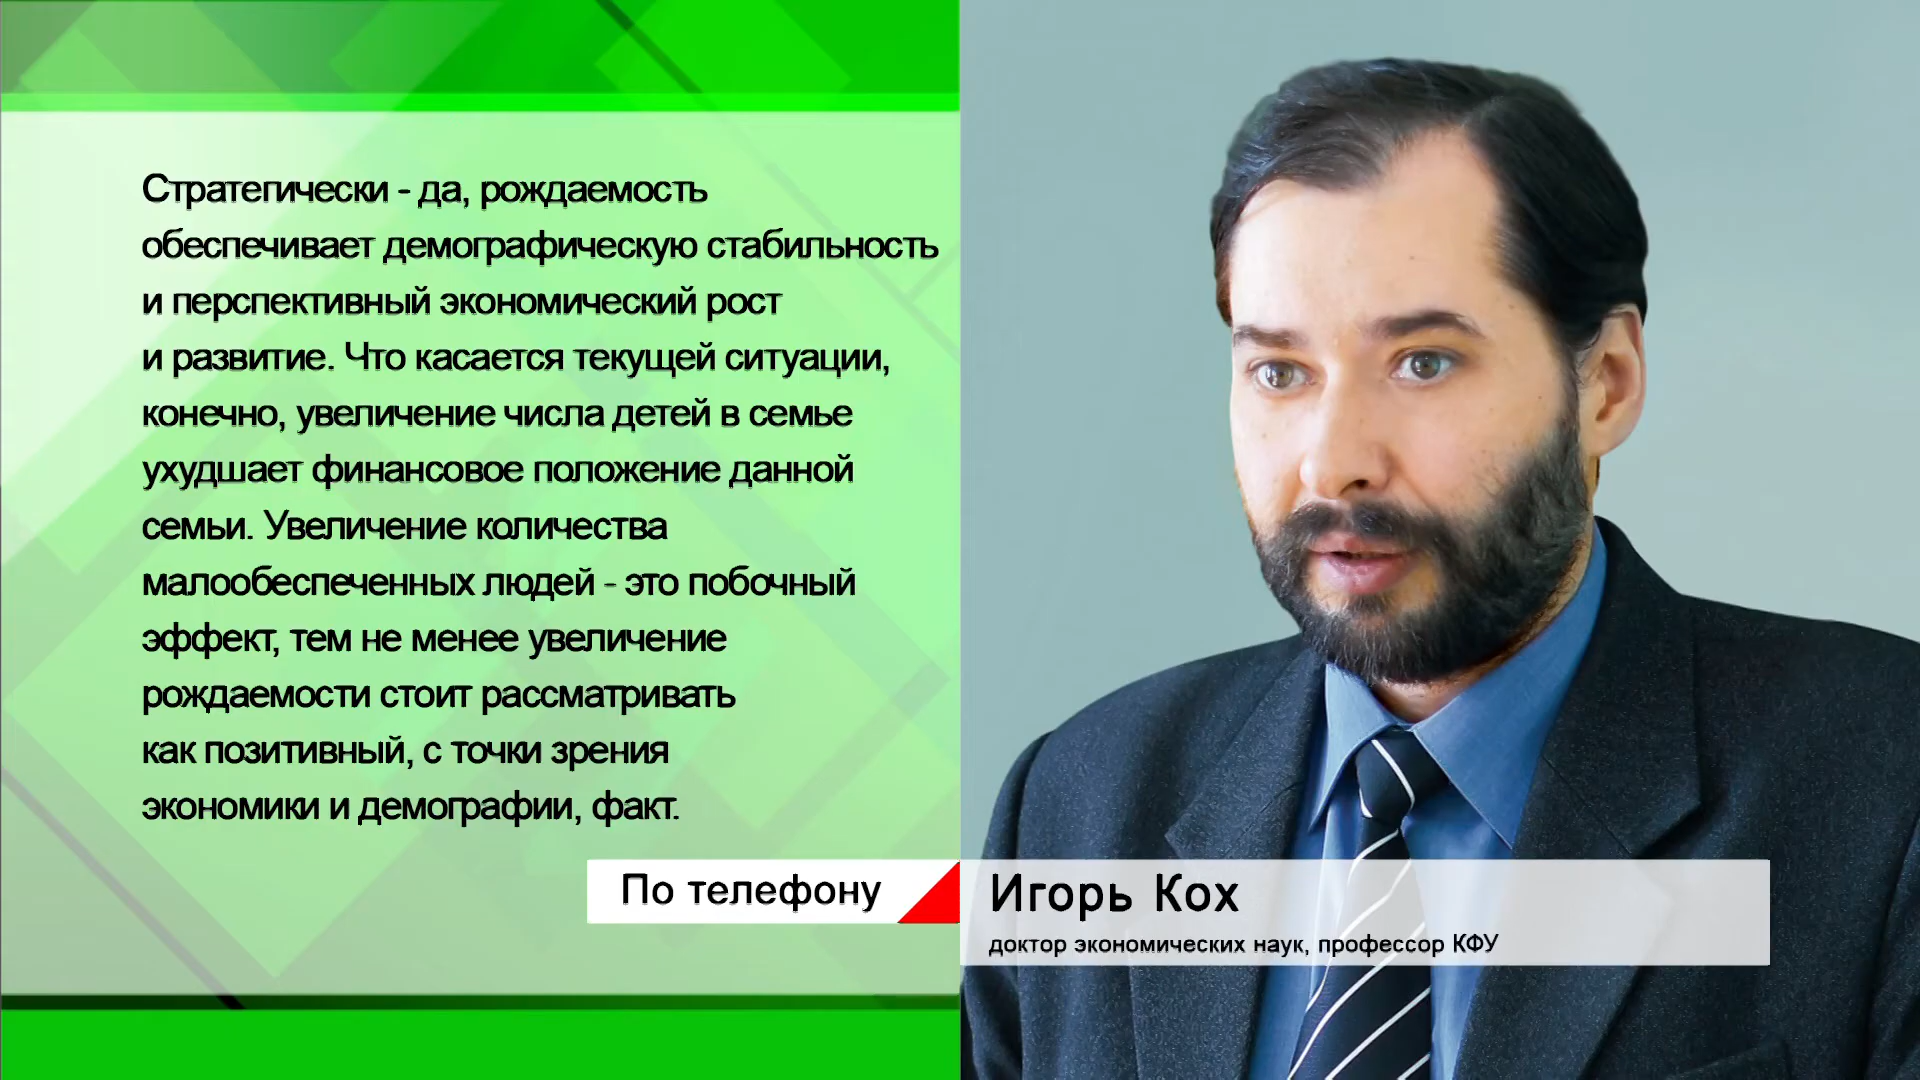 Стратегически - да, рождаемость
обеспечивает демографическую стабильность
и перспективный экономический рост
и развитие. Что касается текущей ситуации,
конечно, увеличение числа детей в семье
ухудшает финансовое положение данной
семьи. Увеличение количества
малообеспеченных людей - это побочный
эффект, тем не менее увеличение
рождаемости стоит рассматривать
как позитивный, с точки зрения
экономики и демографии, факт.
По телефону
Игорь Кох
доктор экономических наук, профессор КФУ